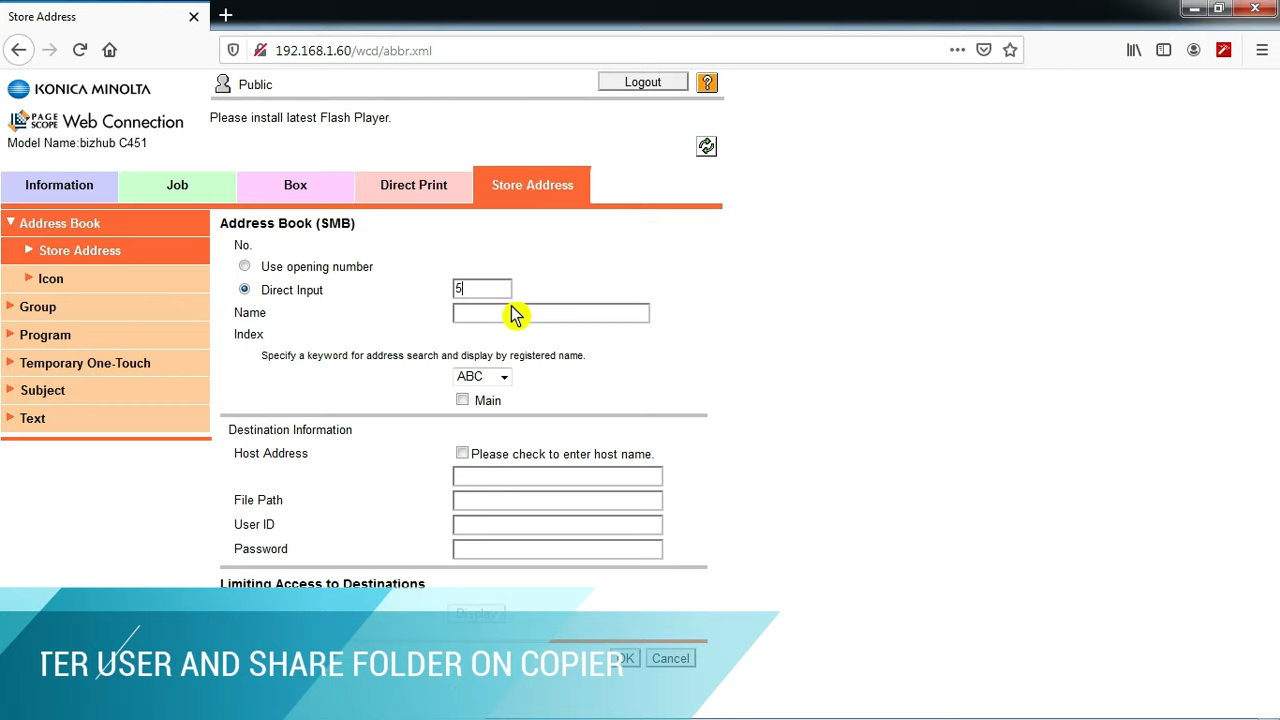 Store Address
192.168.1.60/wcd/abbr.xml
KONICA MINOLTA
Public
Logout
?
PAGE SCOPE Web Connection
Please install latest Flash Player.
Model Name:bizhub C451
Information
Job
Box
Direct Print
Store Address
Address Book
Store Address
Icon
Group
Program
Temporary One-Touch
Subject
Text
Address Book (SMB)
No.
Use opening number
Direct Input
5
Name
Index
Specify a keyword for address search and display by registered name.
ABC
Main
Destination Information
Host Address
Please check to enter host name.
File Path
User ID
Password
Limiting Access to Destinations
Display
OK
Cancel
TER USER AND SHARE FOLDER ON COPIER